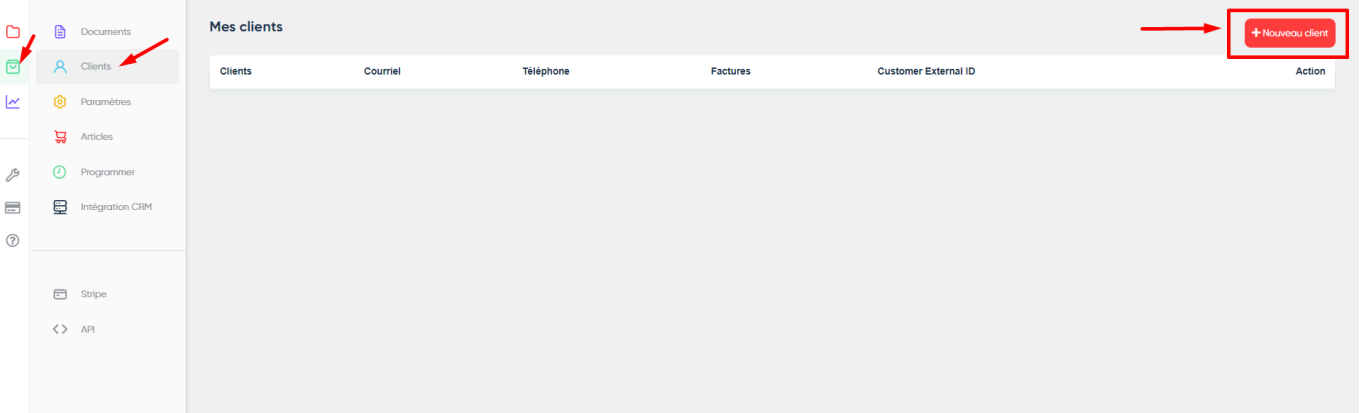 Documents
Clients
Paramètres
Articles
Programmer
Intégration CRM
Stripe
API
Mes clients
+ Nouveau client
Clients Courriel Téléphone Factures Customer External ID Action